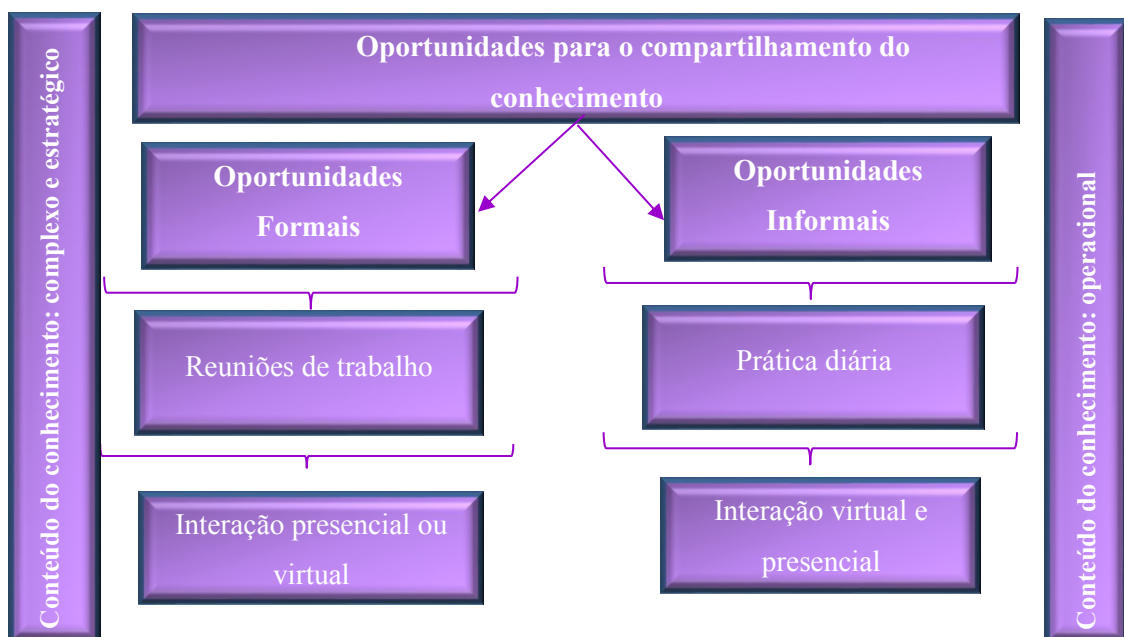 Conteúdo do conhecimento: complexo e estratégico
Oportunidades para o compartilhamento do
conhecimento
Oportunidades
Formais
Oportunidades
Informais
Reuniões de trabalho
Prática diária
Interação presencial ou
virtual
Interação virtual e
presencial
Conteúdo do conhecimento: operacional